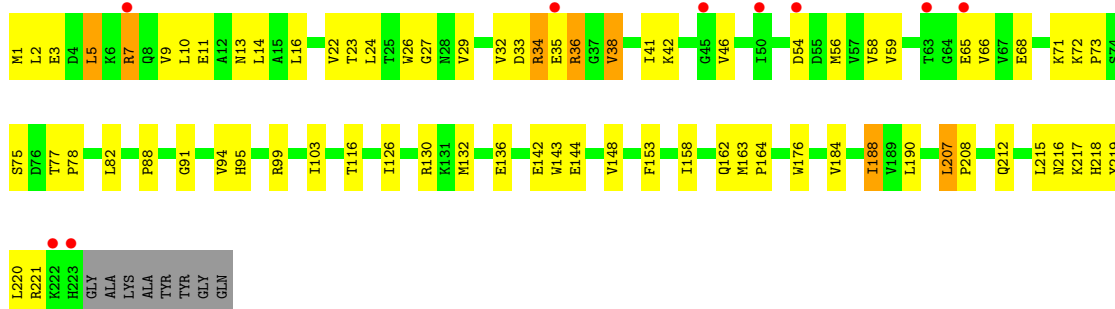 M1 L2 E3 D4 L5 K6 R7 Q8 V9 L10 E11 A12 N13 L14 A15 L16 V22 T23 L24 T25 W26 G27 N28 V29 V32 D33 R34 E35 R36 G37 V38 I41 K42 G45 V46 I50 D54 D55 M56 V57 V58 V59 T63 G64 E65 V66 V67 E68 K71 K72 P73 S74
S75 D76 T77 P78 L82 P88 G91 V94 H95 R99 I103 T116 I126 R130 K131 M132 E136 E142 W143 E144 V148 F153 I158 Q162 M163 P164 W176 V184 I188 V189 L190 L207 P208 Q212 L215 N216 K217 H218 Y219
L220 R221 K222 H223 GLY ALA LYS ALA TYR TYR GLY GLN